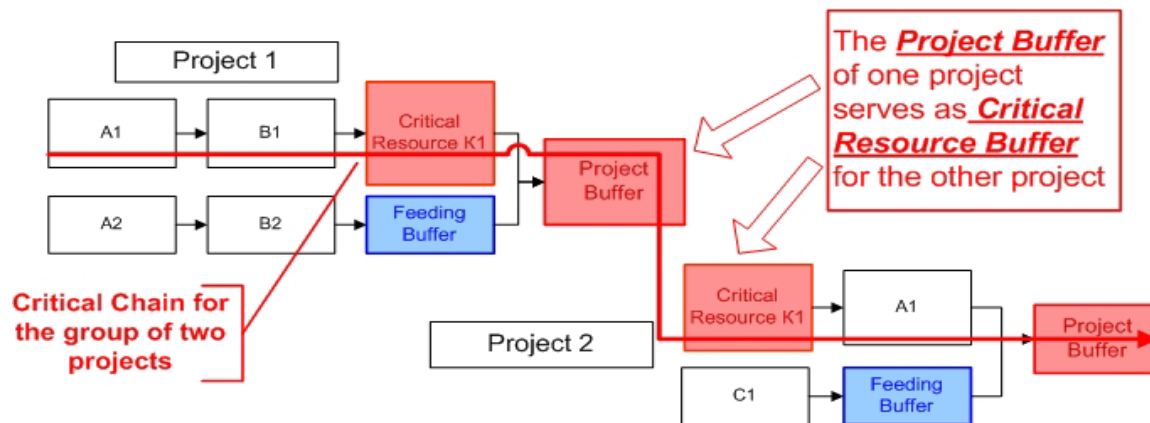 Project 1
The Project Buffer
of one project
serves as Critical
Resource Buffer
for the other project
A1
B1
Critical
Resource K1
Project
Buffer
A2
B2
Feeding
Buffer
Critical Chain for
the group of two
projects
Project 2
Critical
Resource K1
A1
Project
Buffer
C1
Feeding
Buffer